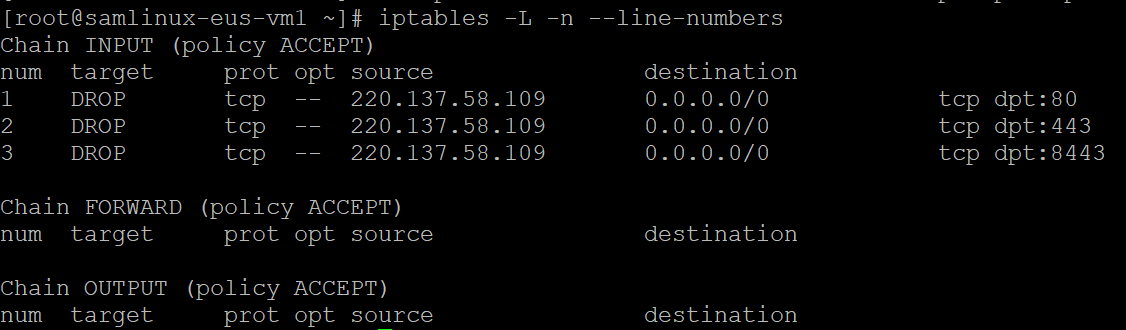 [root@samlinux-eus-vm1 ~]# iptables -L -n --line-numbers
Chain INPUT (policy ACCEPT)
num  target     prot opt source               destination
1    DROP       tcp  --  220.137.58.109       0.0.0.0/0            tcp dpt:80
2    DROP       tcp  --  220.137.58.109       0.0.0.0/0            tcp dpt:443
3    DROP       tcp  --  220.137.58.109       0.0.0.0/0            tcp dpt:8443
Chain FORWARD (policy ACCEPT)
num  target     prot opt source               destination
Chain OUTPUT (policy ACCEPT)
num  target     prot opt source               destination